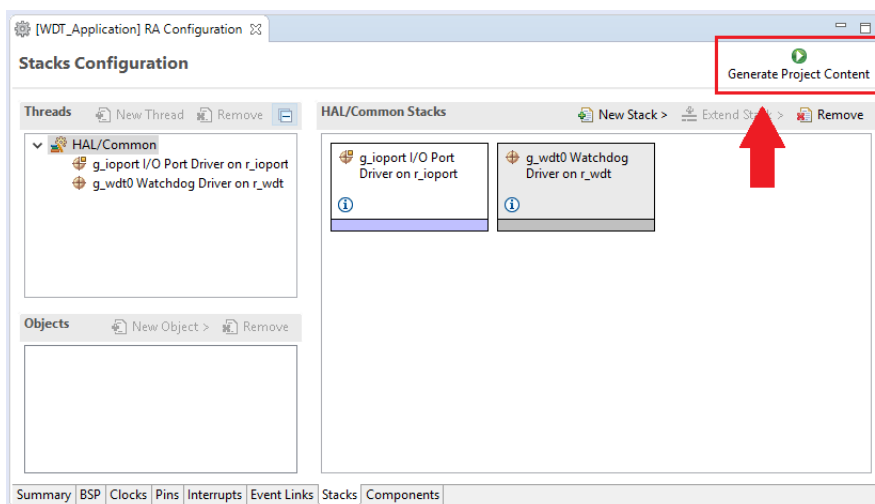 [WDT_Application] RA Configuration
Stacks Configuration
Generate Project Content
Threads
New Thread
Remove
HAL/Common Stacks
New Stack >
Extend Stack >
Remove
HAL/Common
g_ioport I/O Port Driver on r_ioport
g_wdt0 Watchdog Driver on r_wdt
g_ioport I/O Port
Driver on r_ioport
g_wdt0 Watchdog
Driver on r_wdt
Objects
New Object >
Remove
Summary BSP Clocks Pins Interrupts Event Links Stacks Components